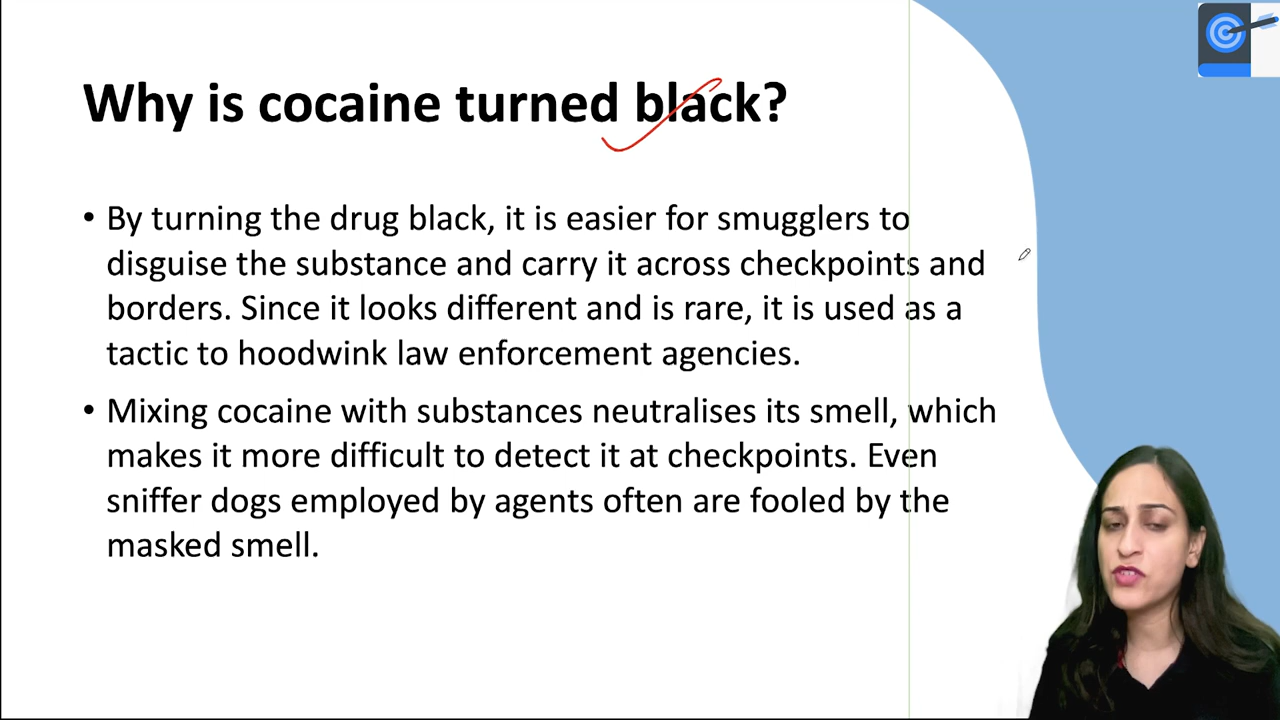 Why is cocaine turned black?
• By turning the drug black, it is easier for smugglers to
disguise the substance and carry it across checkpoints and
borders. Since it looks different and is rare, it is used as a
tactic to hoodwink law enforcement agencies.
• Mixing cocaine with substances neutralises its smell, which
makes it more difficult to detect it at checkpoints. Even
sniffer dogs employed by agents often are fooled by the
masked smell.